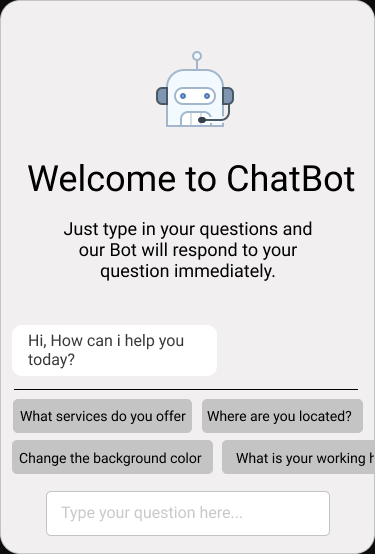 Welcome to ChatBot
Just type in your questions and
our Bot will respond to your
question immediately.
Hi, How can i help you
today?
What services do you offer
Where are you located?
Change the background color
What is your working
Type your question here...